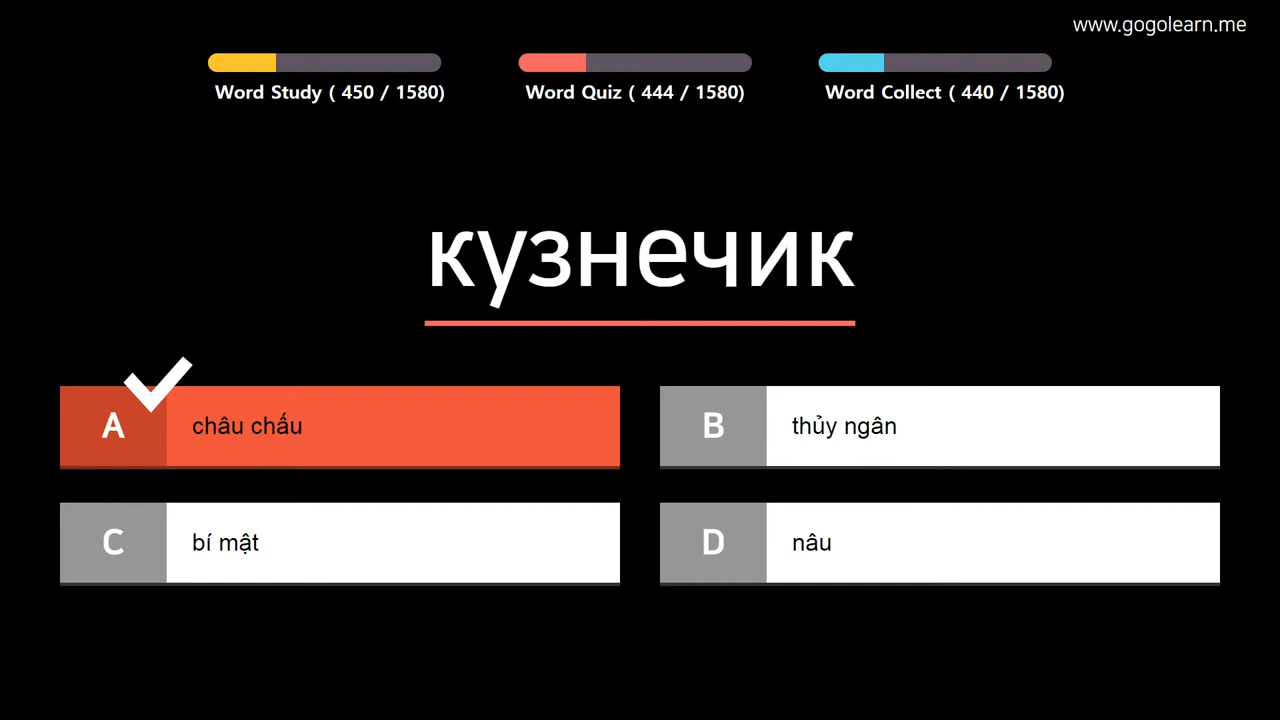 www.gogolearn.me
Word Study ( 450 / 1580)
Word Quiz ( 444 / 1580)
Word Collect ( 440 / 1580)
кузнечик
A châu chấu
B thủy ngân
C bí mật
D nâu